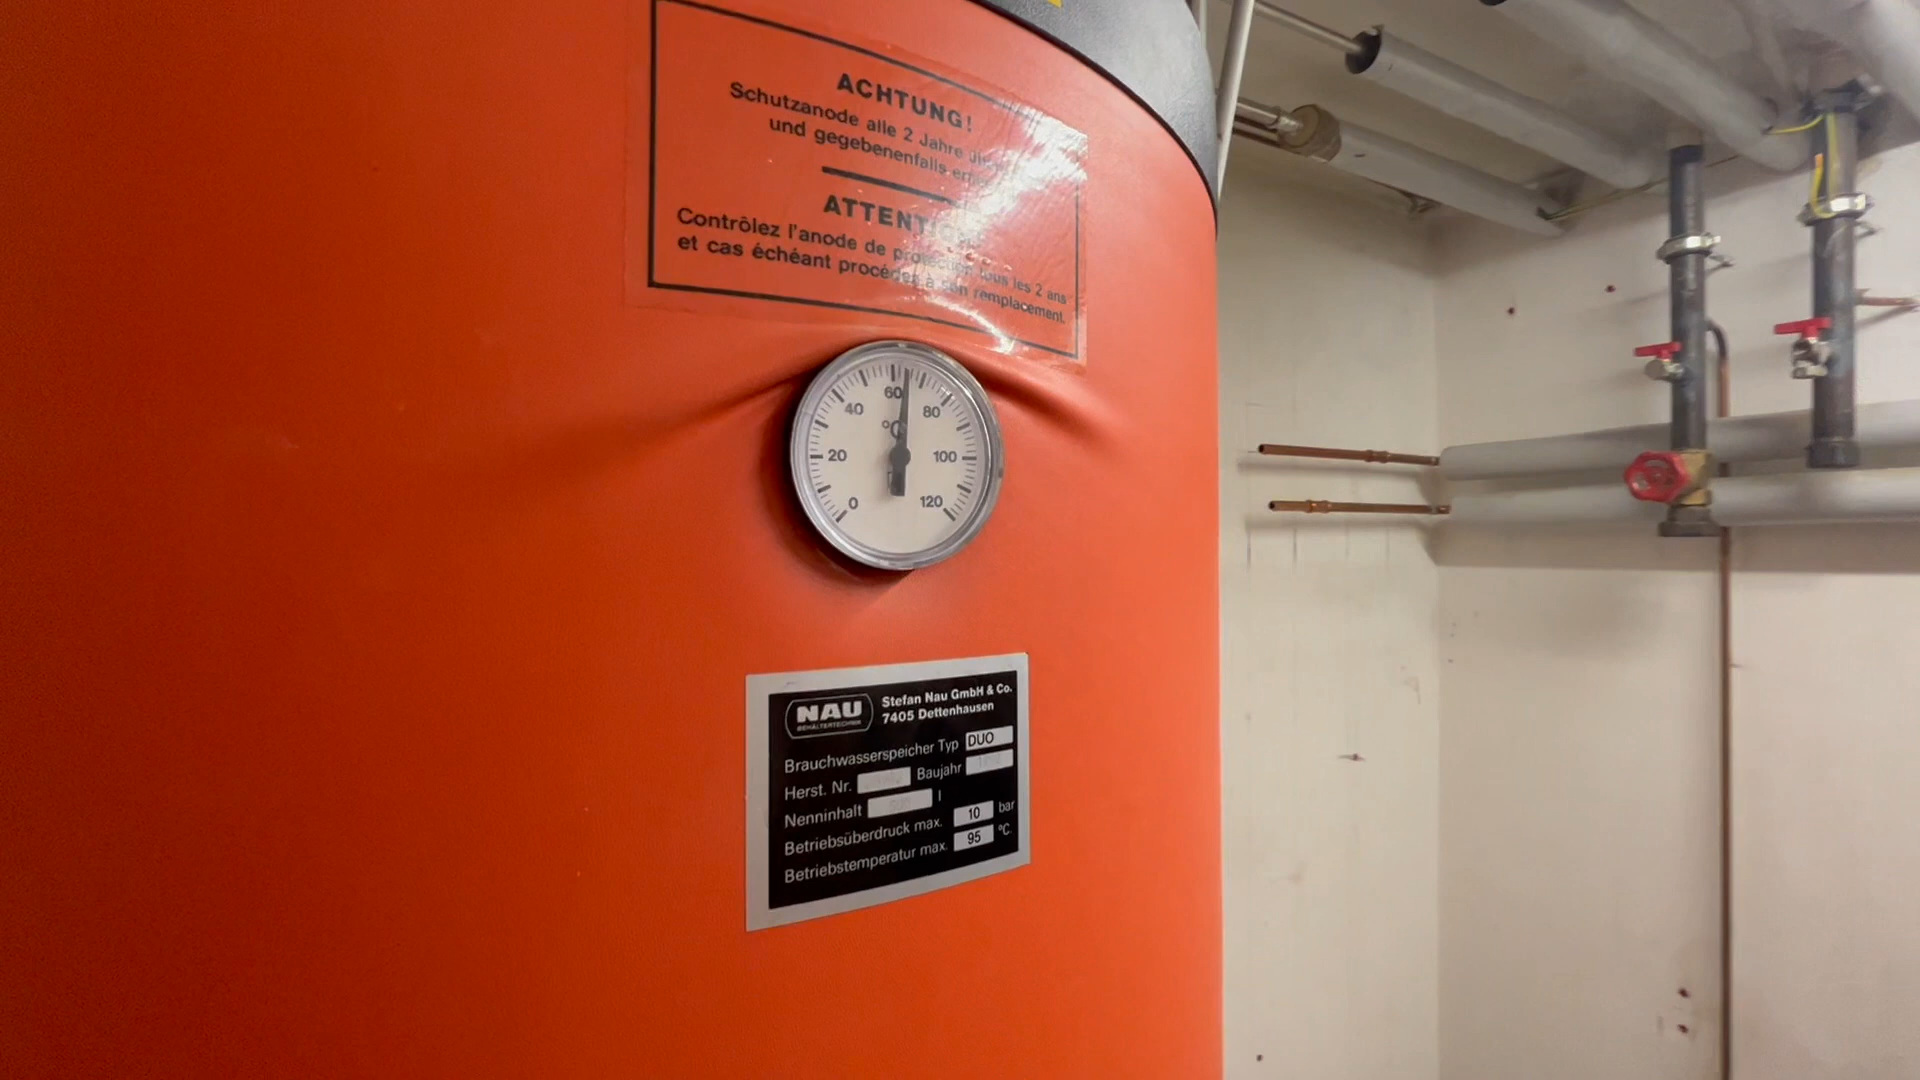 ACHTUNG!
Schutzanode alle 2 Jahre
und gegebenenfalls
Contrôlez l'anode de protection tous les 2 ans
et cas échéant procéder à son remplacement.
60
40
80
°C
20
100
0
120
NAU
BEHÄLTERTECHNIK
Stefan Nau GmbH & Co.
7405 Dettenhausen
Brauchwasserspeicher Typ DUO
Herst. Nr. Baujahr
Nenninhalt l
Betriebsüberdruck max. 10 bar
Betriebstemperatur max. 95 °C.